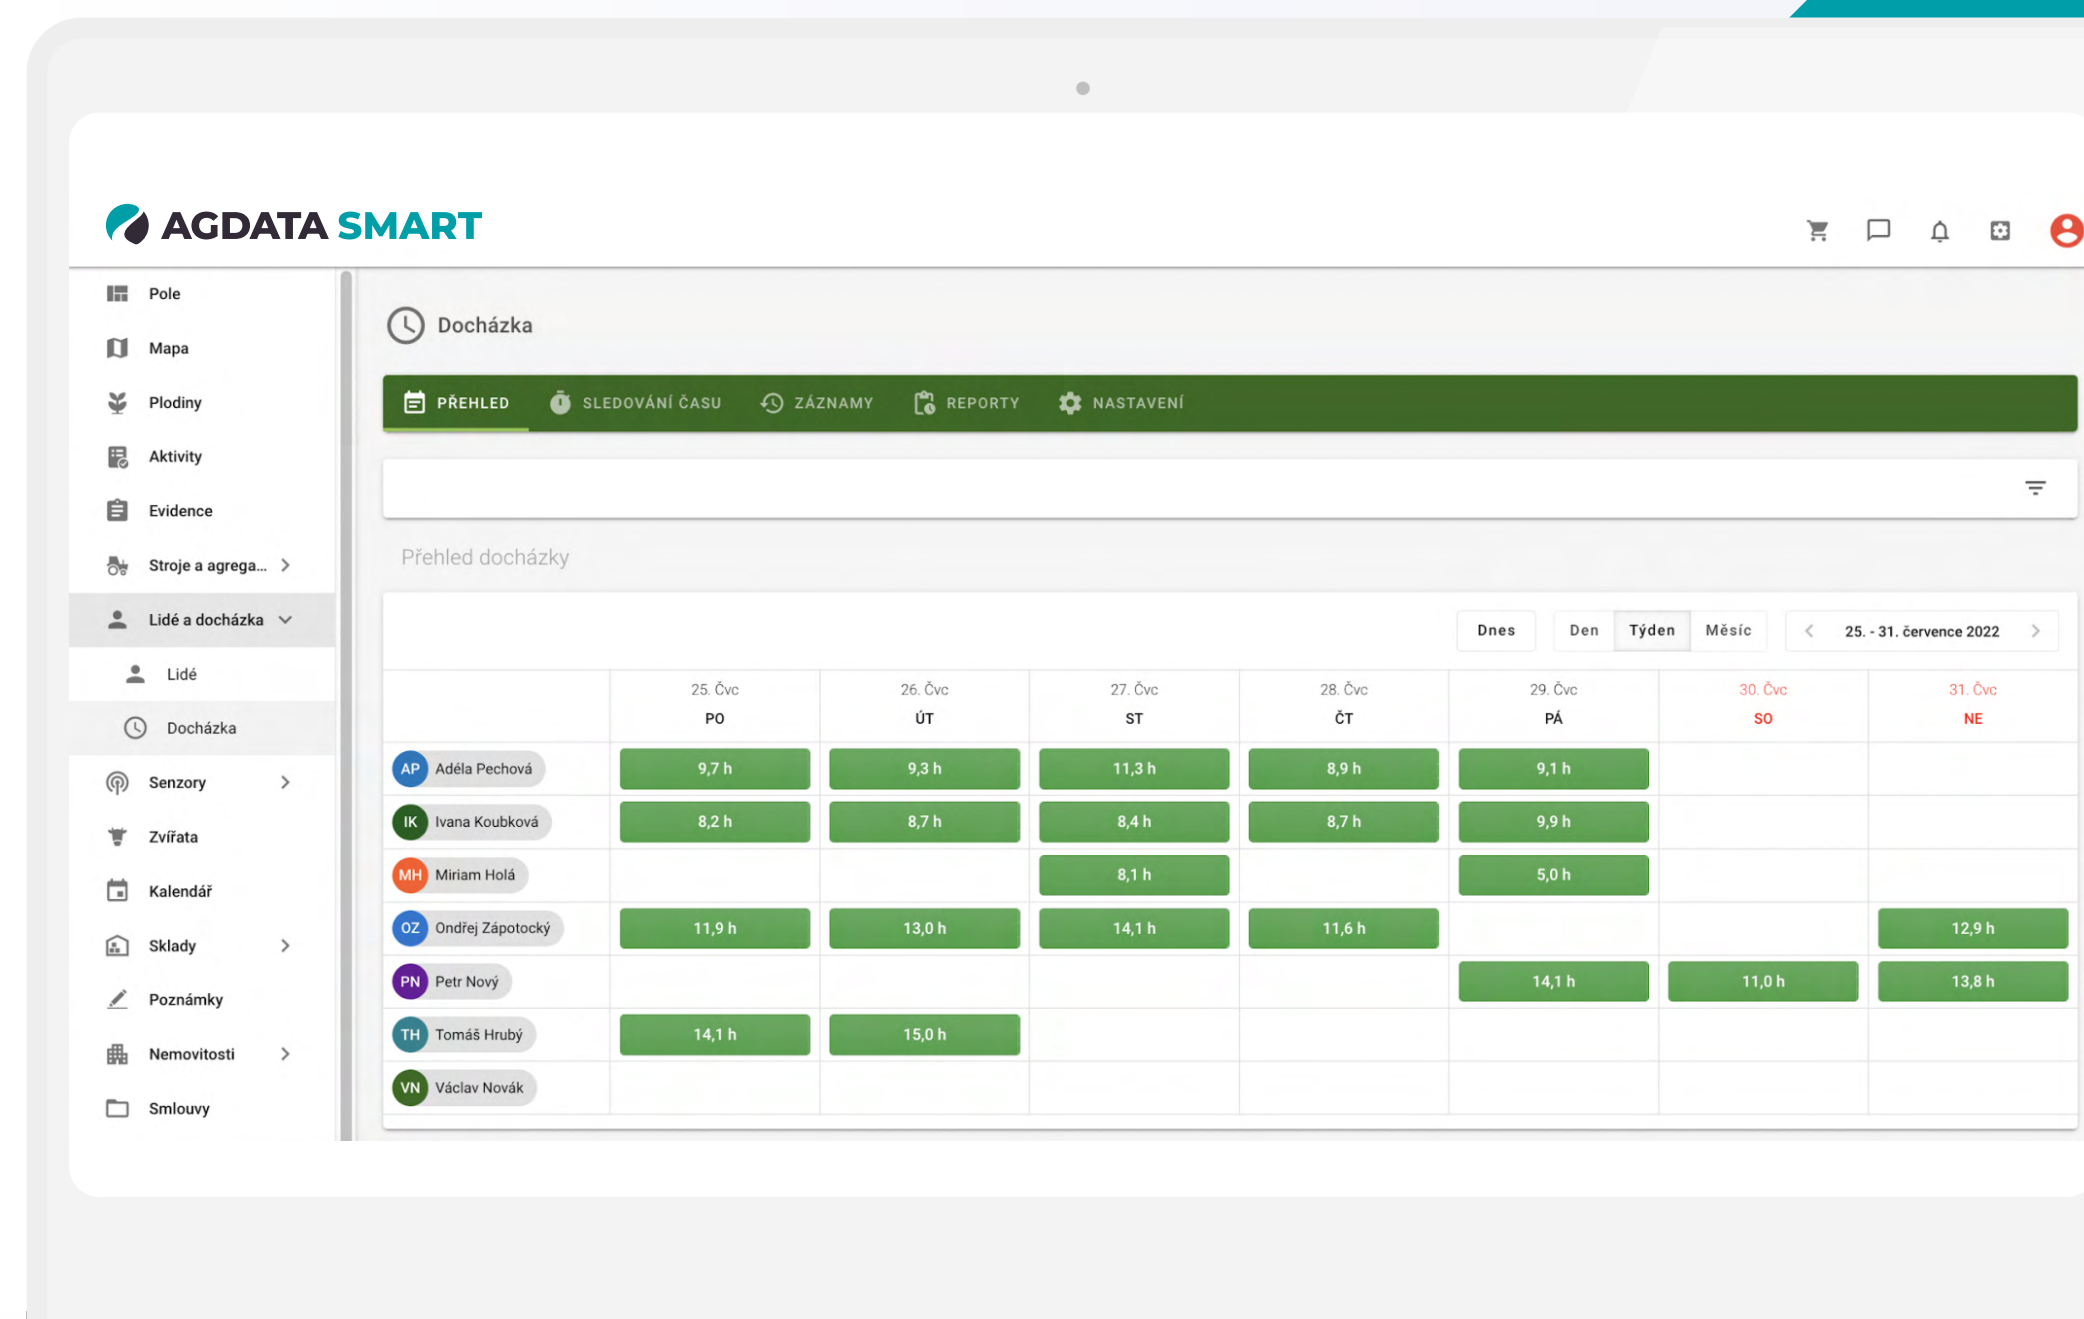 AGDATA SMART
Pole
Mapa
Plodiny
Aktivity
Evidence
Stroje a agrega...
Lidé a docházka
Lidé
Docházka
Senzory
Zvířata
Kalendář
Sklady
Poznámky
Nemovitosti
Smlouvy
Docházka
PŘEHLED SLEDOVÁNÍ ČASU ZÁZNAMY REPORTY NASTAVENÍ
Přehled docházky
Dnes Den Týden Měsíc 25. - 31. července 2022
25. Čvc 26. Čvc 27. Čvc 28. Čvc 29. Čvc 30. Čvc 31. Čvc
PO ÚT ST ČT PÁ SO NE
AP Adéla Pechová 9,7 h 9,3 h 11,3 h 8,9 h 9,1 h
IK Ivana Koubková 8,2 h 8,7 h 8,4 h 8,7 h 9,9 h
MH Miriam Holá 8,1 h 5,0 h
OZ Ondřej Zápotocký 11,9 h 13,0 h 14,1 h 11,6 h 12,9 h
PN Petr Nový 14,1 h 11,0 h 13,8 h
TH Tomáš Hrubý 14,1 h 15,0 h
VN Václav Novák